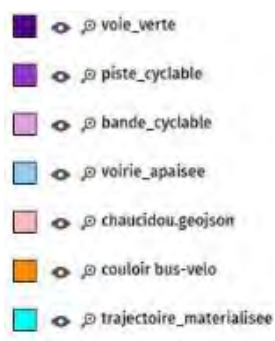 voie_verte
piste_cyclable
bande_cyclable
voirie_apaisee
chaucidou.geojson
couloir bus-velo
trajectoire_materialisee